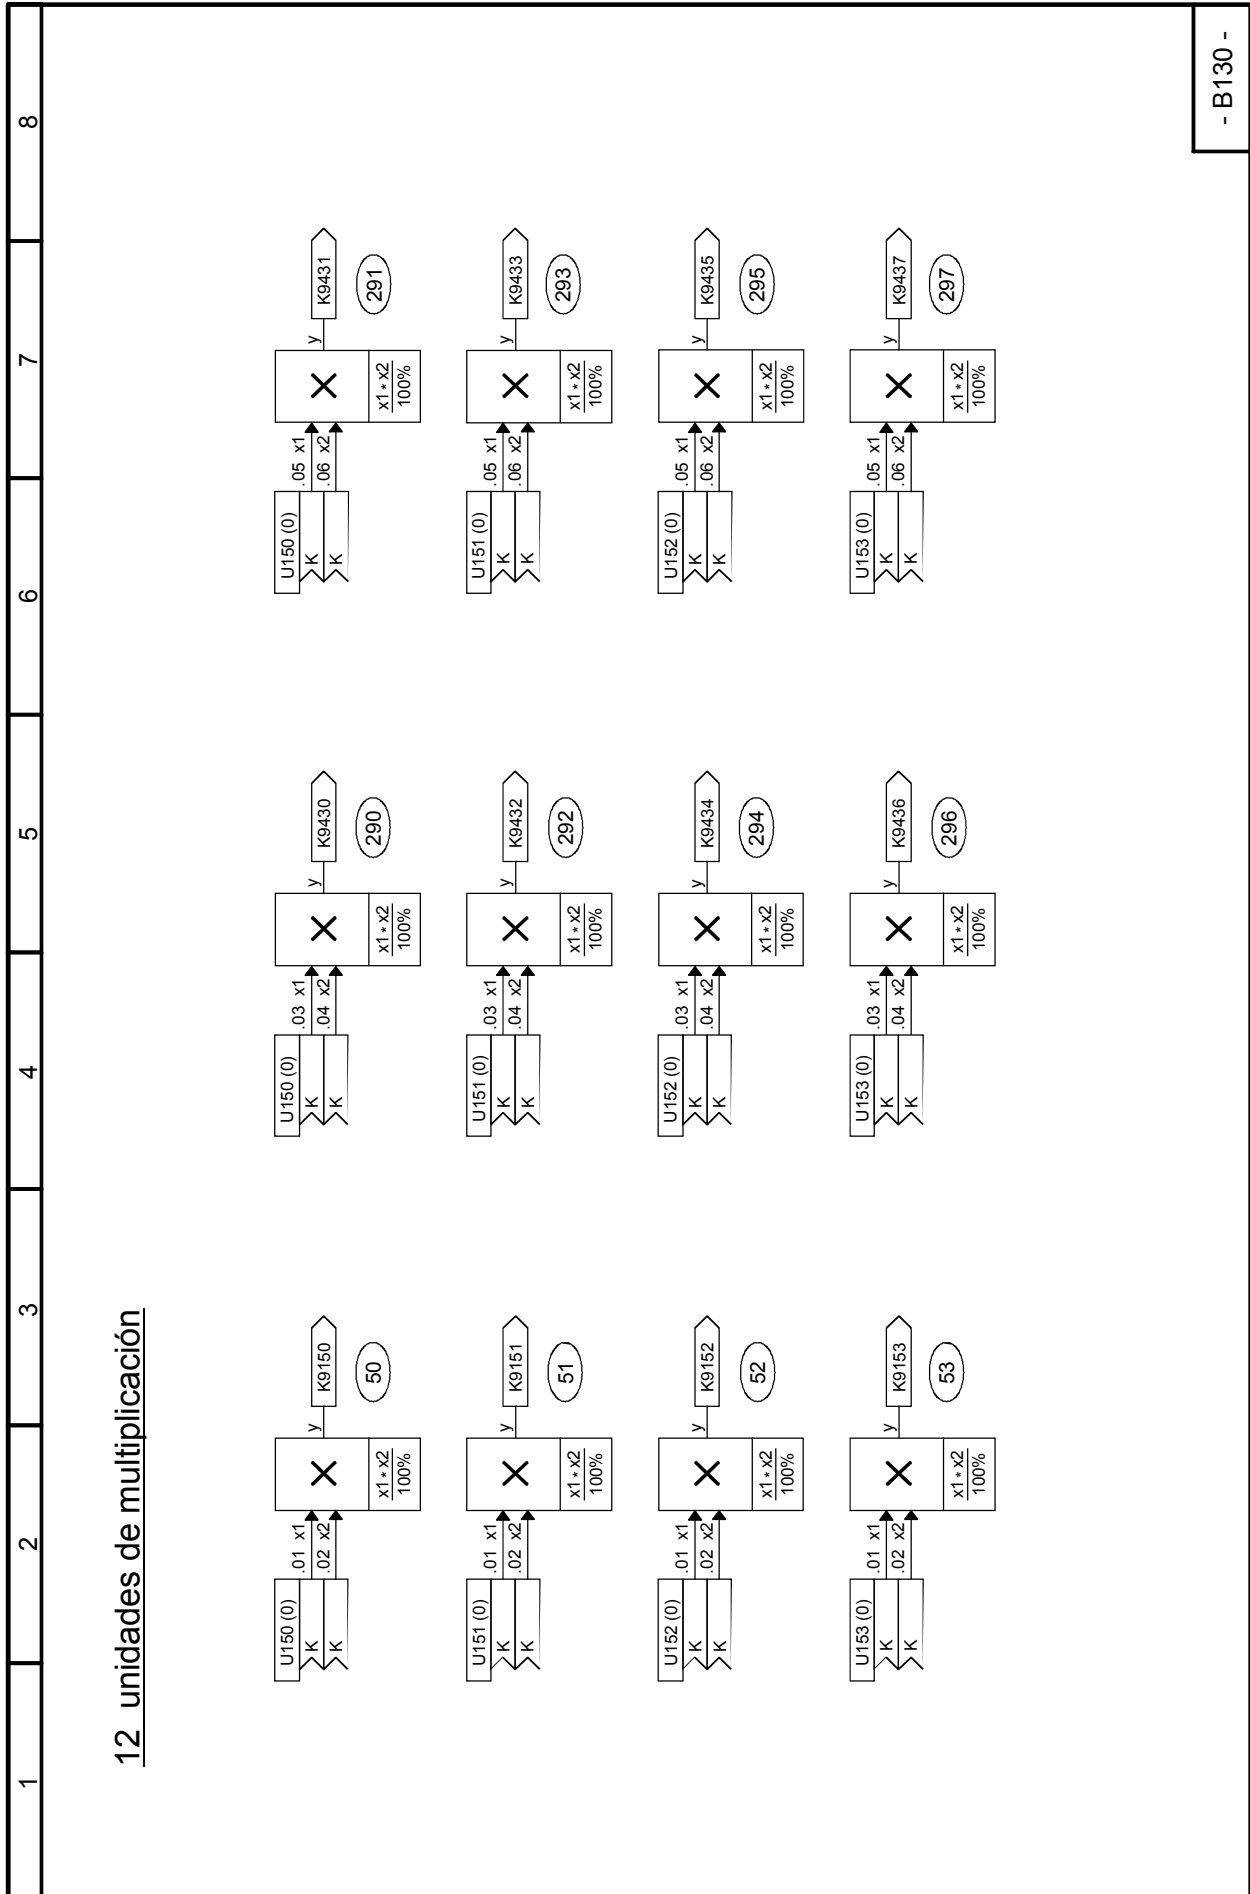 1 2 3 4 5 6 7 8
12 unidades de multiplicación
U150 (0)
K .01 x1
K .02 x2
y K9150
x1 * x2
100%
50
U150 (0)
K .03 x1
K .04 x2
y K9430
x1 * x2
100%
290
U150 (0)
K .05 x1
K .06 x2
y K9431
x1 * x2
100%
291
U151 (0)
K .01 x1
K .02 x2
y K9151
x1 * x2
100%
51
U151 (0)
K .03 x1
K .04 x2
y K9432
x1 * x2
100%
292
U151 (0)
K .05 x1
K .06 x2
y K9433
x1 * x2
100%
293
U152 (0)
K .01 x1
K .02 x2
y K9152
x1 * x2
100%
52
U152 (0)
K .03 x1
K .04 x2
y K9434
x1 * x2
100%
294
U152 (0)
K .05 x1
K .06 x2
y K9435
x1 * x2
100%
295
U153 (0)
K .01 x1
K .02 x2
y K9153
x1 * x2
100%
53
U153 (0)
K .03 x1
K .04 x2
y K9436
x1 * x2
100%
296
U153 (0)
K .05 x1
K .06 x2
y K9437
x1 * x2
100%
297
- B130 -